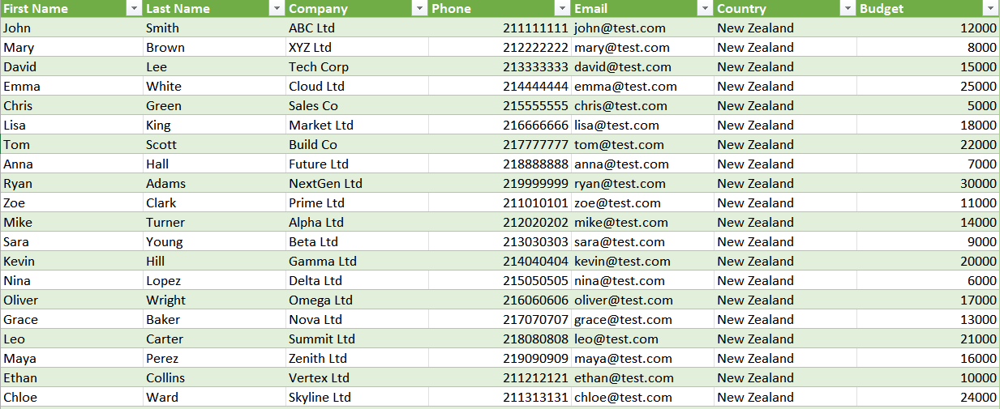 First Name Last Name Company Phone Email Country Budget
John Smith ABC Ltd 211111111 john@test.com New Zealand 12000
Mary Brown XYZ Ltd 212222222 mary@test.com New Zealand 8000
David Lee Tech Corp 213333333 david@test.com New Zealand 15000
Emma White Cloud Ltd 214444444 emma@test.com New Zealand 25000
Chris Green Sales Co 215555555 chris@test.com New Zealand 5000
Lisa King Market Ltd 216666666 lisa@test.com New Zealand 18000
Tom Scott Build Co 217777777 tom@test.com New Zealand 22000
Anna Hall Future Ltd 218888888 anna@test.com New Zealand 7000
Ryan Adams NextGen Ltd 219999999 ryan@test.com New Zealand 30000
Zoe Clark Prime Ltd 211010101 zoe@test.com New Zealand 11000
Mike Turner Alpha Ltd 212020202 mike@test.com New Zealand 14000
Sara Young Beta Ltd 213030303 sara@test.com New Zealand 9000
Kevin Hill Gamma Ltd 214040404 kevin@test.com New Zealand 20000
Nina Lopez Delta Ltd 215050505 nina@test.com New Zealand 6000
Oliver Wright Omega Ltd 216060606 oliver@test.com New Zealand 17000
Grace Baker Nova Ltd 217070707 grace@test.com New Zealand 13000
Leo Carter Summit Ltd 218080808 leo@test.com New Zealand 21000
Maya Perez Zenith Ltd 219090909 maya@test.com New Zealand 16000
Ethan Collins Vertex Ltd 211212121 ethan@test.com New Zealand 10000
Chloe Ward Skyline Ltd 211313131 chloe@test.com New Zealand 24000